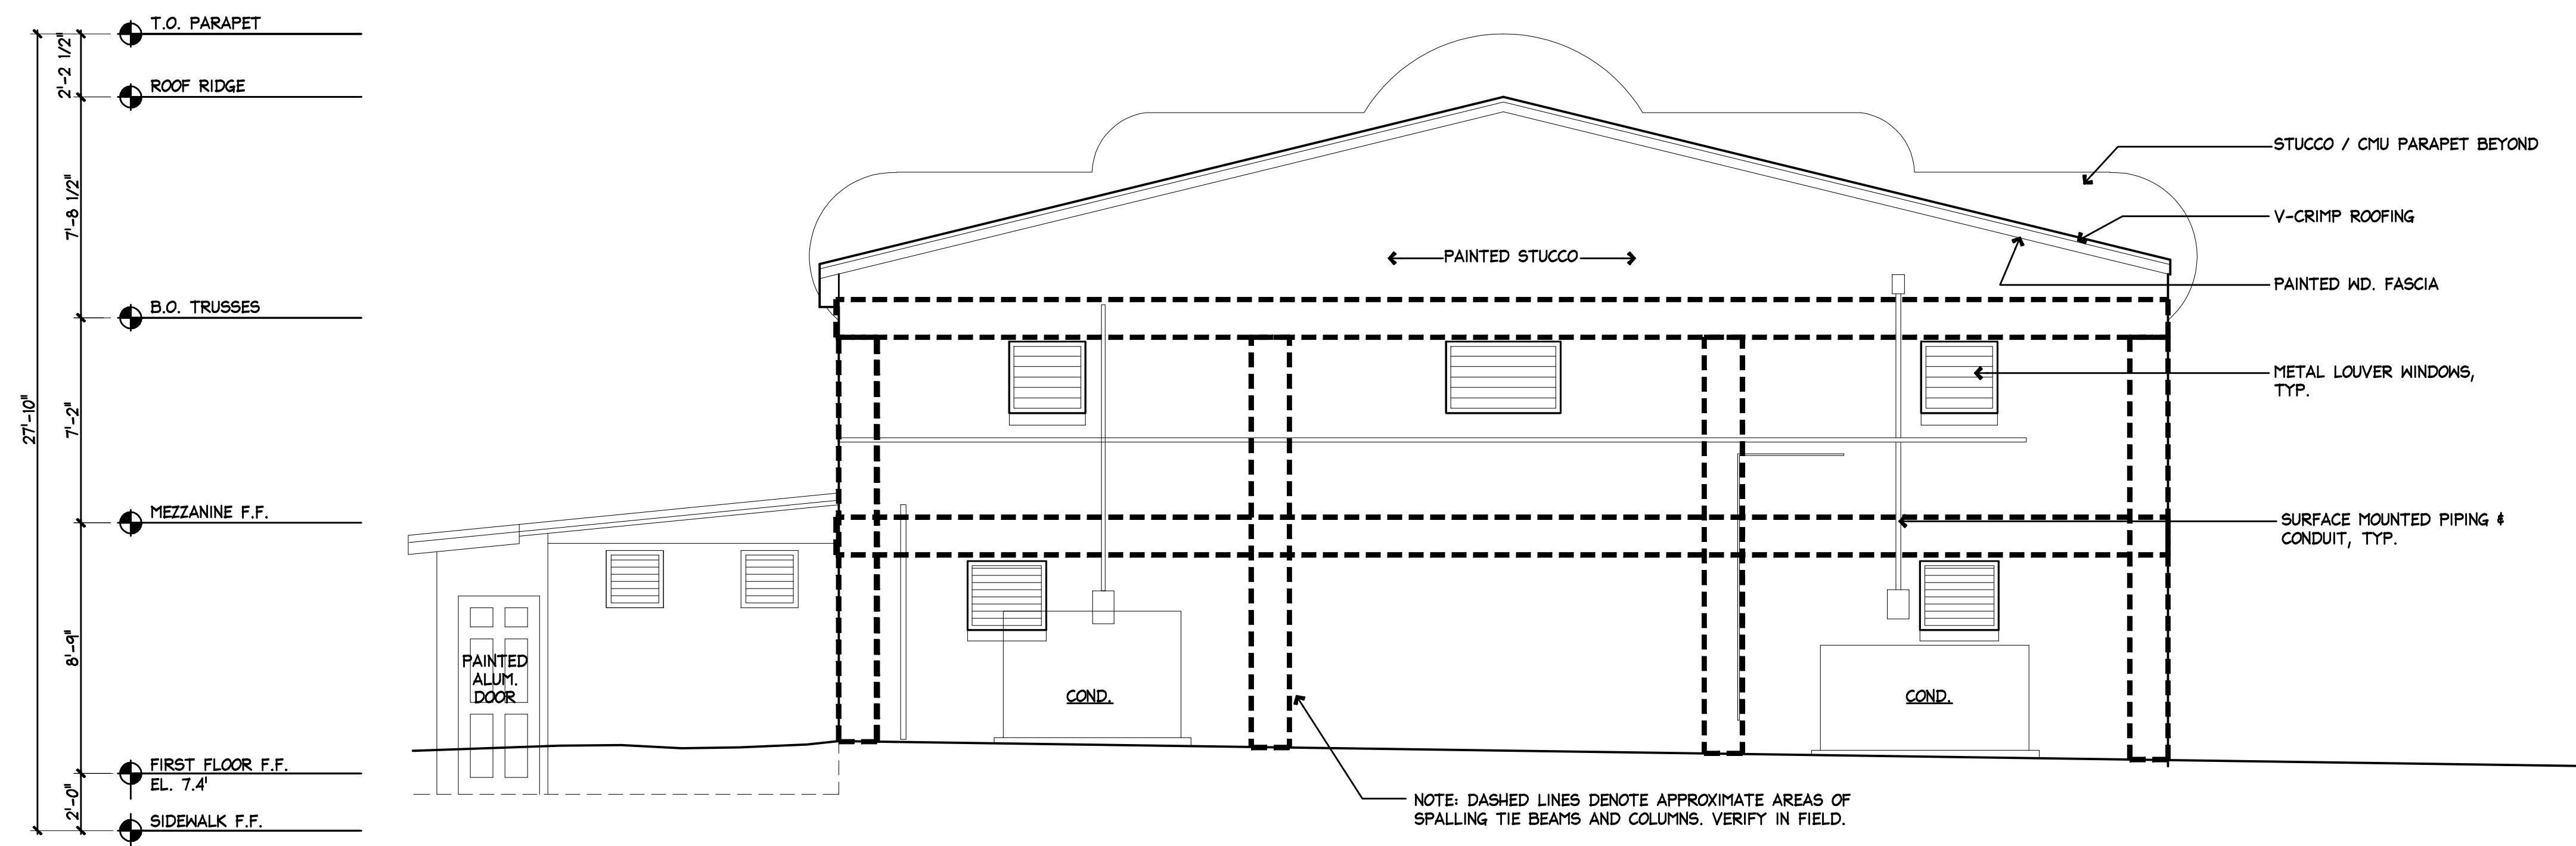 T.O. PARAPET
2'-2 1/2"
ROOF RIDGE
7'-8 1/2"
B.O. TRUSSES
27'-10"
7'-2"
MEZZANINE F.F.
8'-9"
FIRST FLOOR F.F.
EL. 7.4'
2'-0"
SIDEWALK F.F.
PAINTED
ALUM.
DOOR
PAINTED STUCCO
COND.
COND.
STUCCO / CMU PARAPET BEYOND
V-CRIMP ROOFING
PAINTED WD. FASCIA
METAL LOUVER WINDOWS,
TYP.
SURFACE MOUNTED PIPING &
CONDUIT, TYP.
NOTE: DASHED LINES DENOTE APPROXIMATE AREAS OF
SPALLING TIE BEAMS AND COLUMNS. VERIFY IN FIELD.